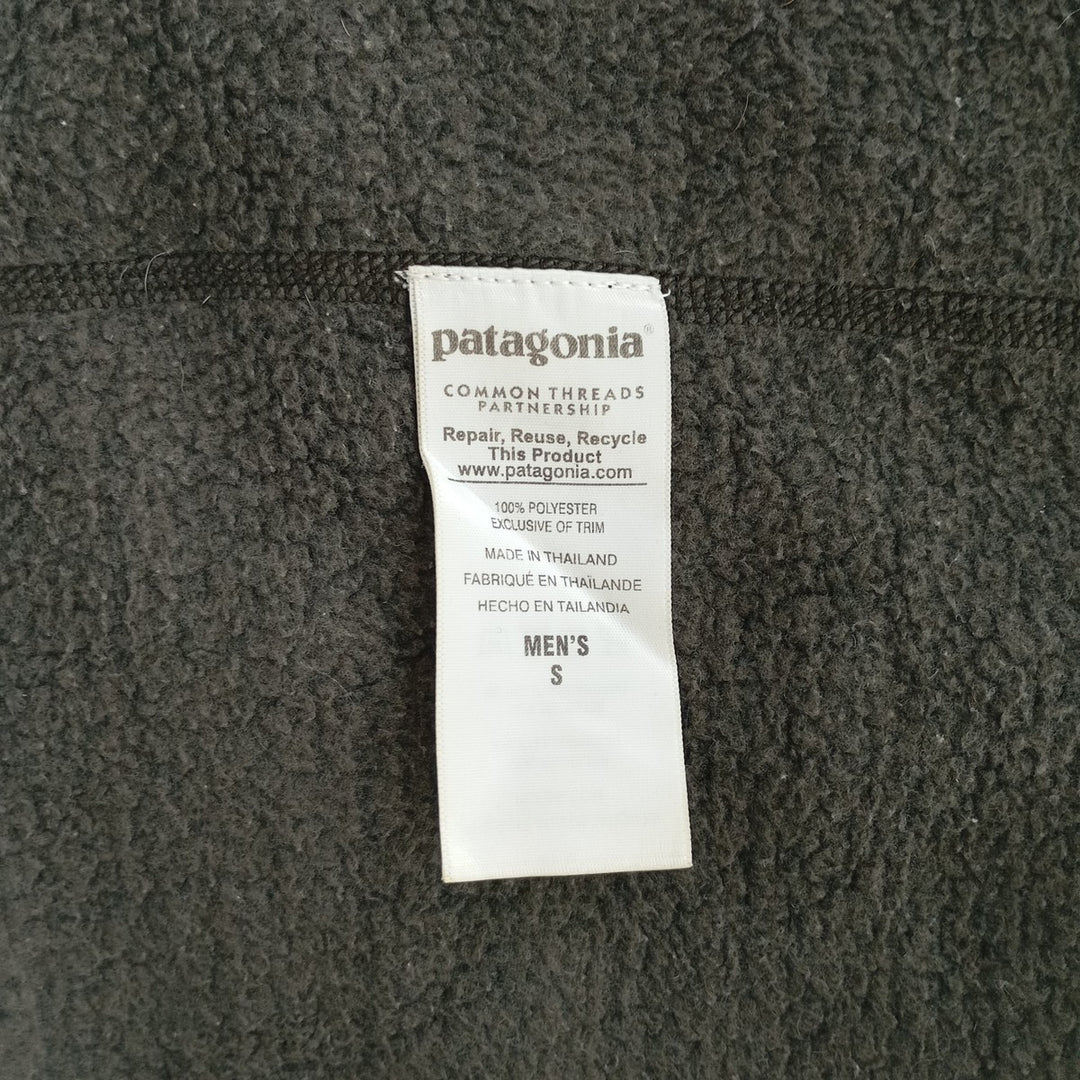 patagonia®
COMMON THREADS
PARTNERSHIP
Repair, Reuse, Recycle
This Product
www.patagonia.com
100% POLYESTER
EXCLUSIVE OF TRIM
MADE IN THAILAND
FABRIQUÉ EN THAÏLANDE
HECHO EN TAILANDIA
MEN'S
S